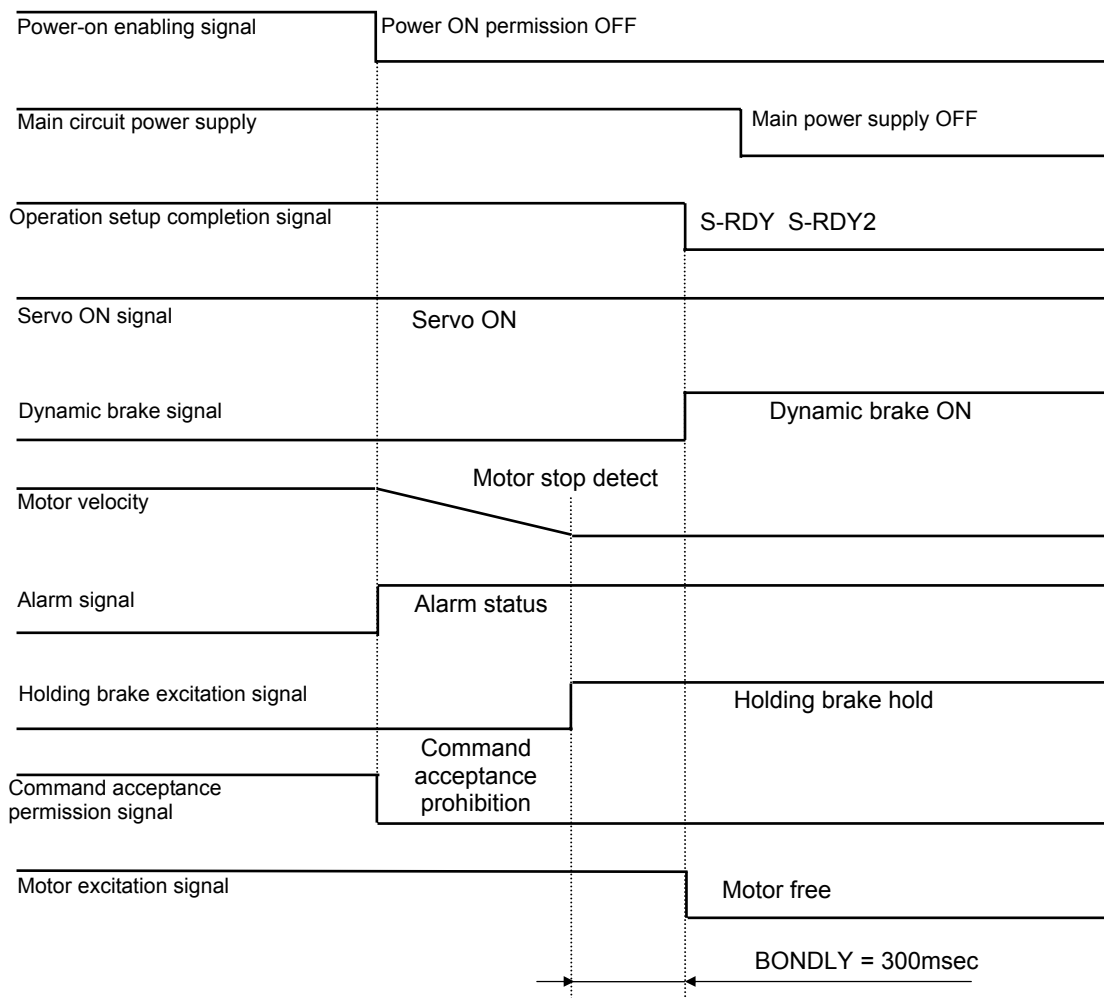 Power-on enabling signal
Power ON permission OFF
Main circuit power supply
Main power supply OFF
Operation setup completion signal
S-RDY S-RDY2
Servo ON signal
Servo ON
Dynamic brake signal
Dynamic brake ON
Motor stop detect
Motor velocity
Alarm signal
Alarm status
Holding brake excitation signal
Holding brake hold
Command
acceptance
prohibition
Command acceptance
permission signal
Motor excitation signal
Motor free
BONDLY = 300msec